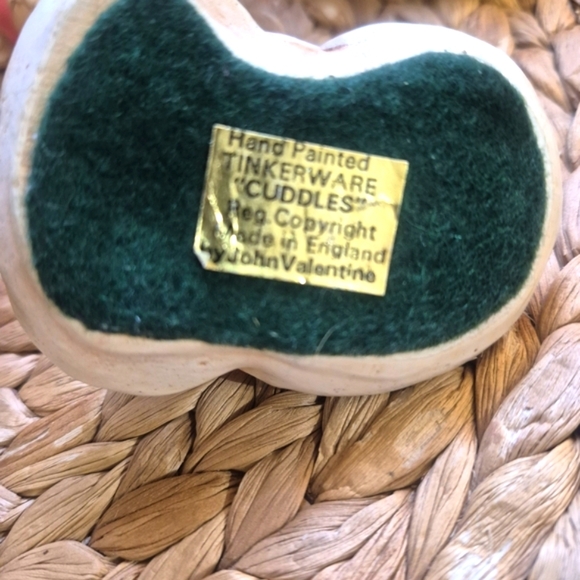 Hand Painted
TINKERWARE
"CUDDLES"
Reg Copyright
Made in England
by John Valentine